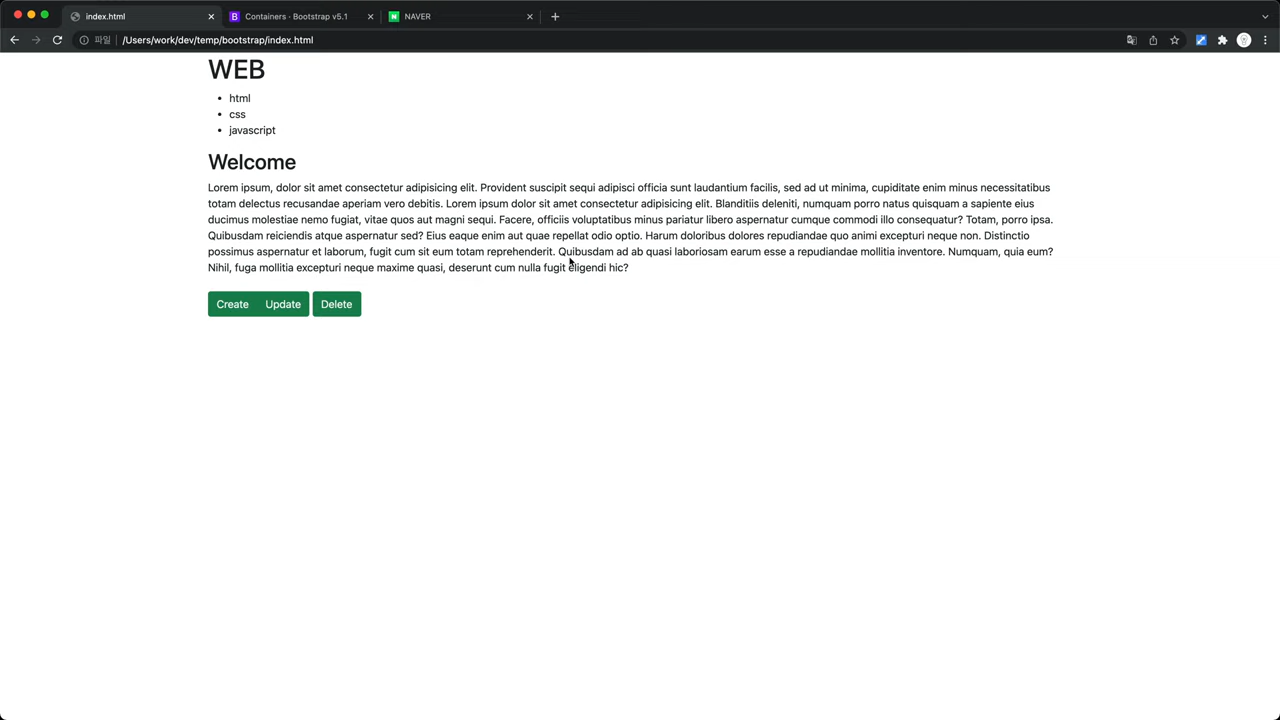 index.html
Containers · Bootstrap v5.1
NAVER
파일
/Users/work/dev/temp/bootstrap/index.html
WEB
html
css
javascript
Welcome
Lorem ipsum, dolor sit amet consectetur adipisicing elit. Provident suscipit sequi adipisci officia sunt laudantium facilis, sed ad ut minima, cupiditate enim minus necessitatibus
totam delectus recusandae aperiam vero debitis. Lorem ipsum dolor sit amet consectetur adipisicing elit. Blanditiis deleniti, numquam porro natus quisquam a sapiente eius
ducimus molestiae nemo fugiat, vitae quos aut magni sequi. Facere, officiis voluptatibus minus pariatur libero aspernatur cumque commodi illo consequatur? Totam, porro ipsa.
Quibusdam reiciendis atque aspernatur sed? Eius eaque enim aut quae repellat odio optio. Harum doloribus dolores repudiandae quo animi excepturi neque non. Distinctio
possimus aspernatur et laborum, fugit cum sit eum totam reprehenderit. Quibusdam ad ab quasi laboriosam earum esse a repudiandae mollitia inventore. Numquam, quia eum?
Nihil, fuga mollitia excepturi neque maxime quasi, deserunt cum nulla fugit eligendi hic?
Create Update Delete